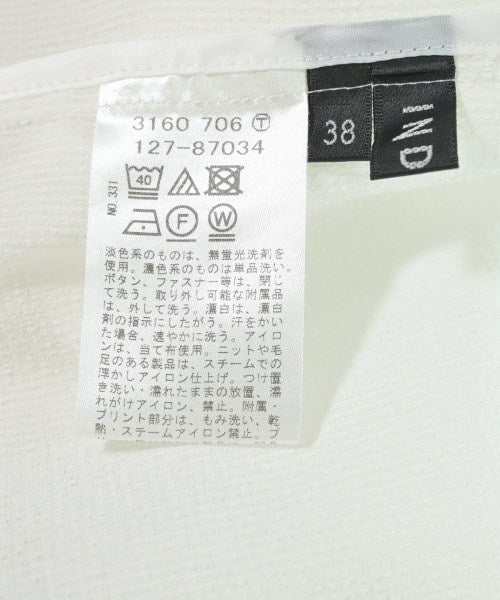 3160 706 Ⓣ
127-87034
40
F
W
NO.331
淡色系のものは、無蛍光洗剤を
使用。濃色系のものは単品洗い。
ボタン、ファスナー等は、閉じ
て洗う。取り外し可能な附属品
は、外して洗う。漂白は、漂白
剤の指示にしたがう。汗をかい
た場合、速やかに洗う。アイロ
ンは、当て布使用。ニットや毛
足のある製品は、スチームでの
浮かしアイロン仕上げ。つけ置
き洗い・濡れたままの放置、濡
れがけアイロン、禁止。附属・
プリント部分は、もみ洗い、乾
熱・スチームアイロン禁止。プ
38
IND